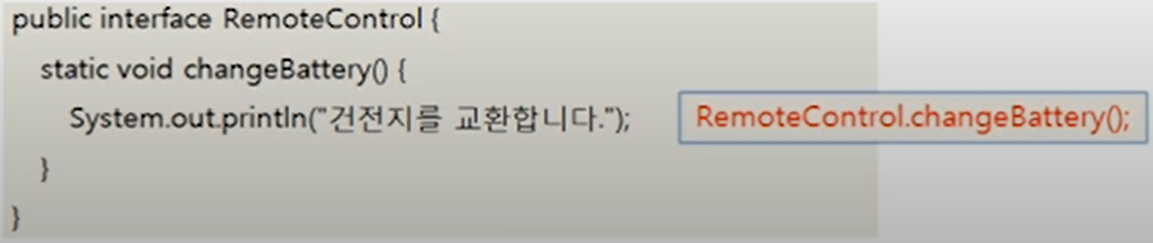 public interface RemoteControl {
static void changeBattery() {
System.out.println("건전지를 교환합니다.");
RemoteControl.changeBattery();
}
}